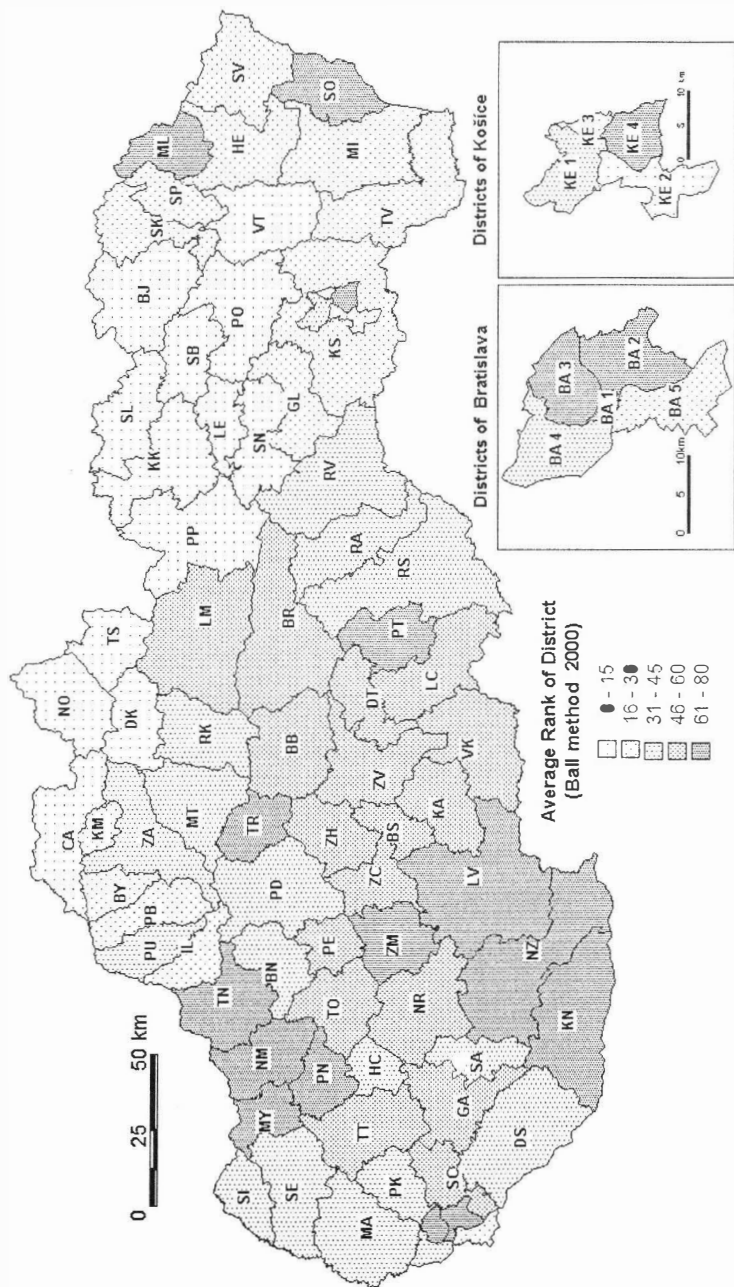 0 25 50 km
SI
SE
MA
PK
TT
MY
NM
PN
TN
HC
SC
GA
SA
DS
TO
PBN
PE
NR
ZM
NZ
KN
LV
ZC
BS
ZH
PD
TR
KA
ZV
VK
BB
PU
IL
PB
BY
CA
KM
ZA
MT
RK
DK
NO
TS
LM
BR
DT
PT
LC
RS
RA
RV
PP
KK
SL
LE
SN
GL
SB
PO
KS
BJ
SK
SP
VT
TV
ML
HE
MI
SV
SO
Average Rank of District
(Ball method 2000)
0 - 15
16 - 30
31 - 45
46 - 60
61 - 80
Districts of Bratislava
BA 4
BA 3
BA 1
BA 2
BA 5
0 5 10km
Districts of Košice
KE 1
KE 3
KE 4
KE 2
0 5 10 km